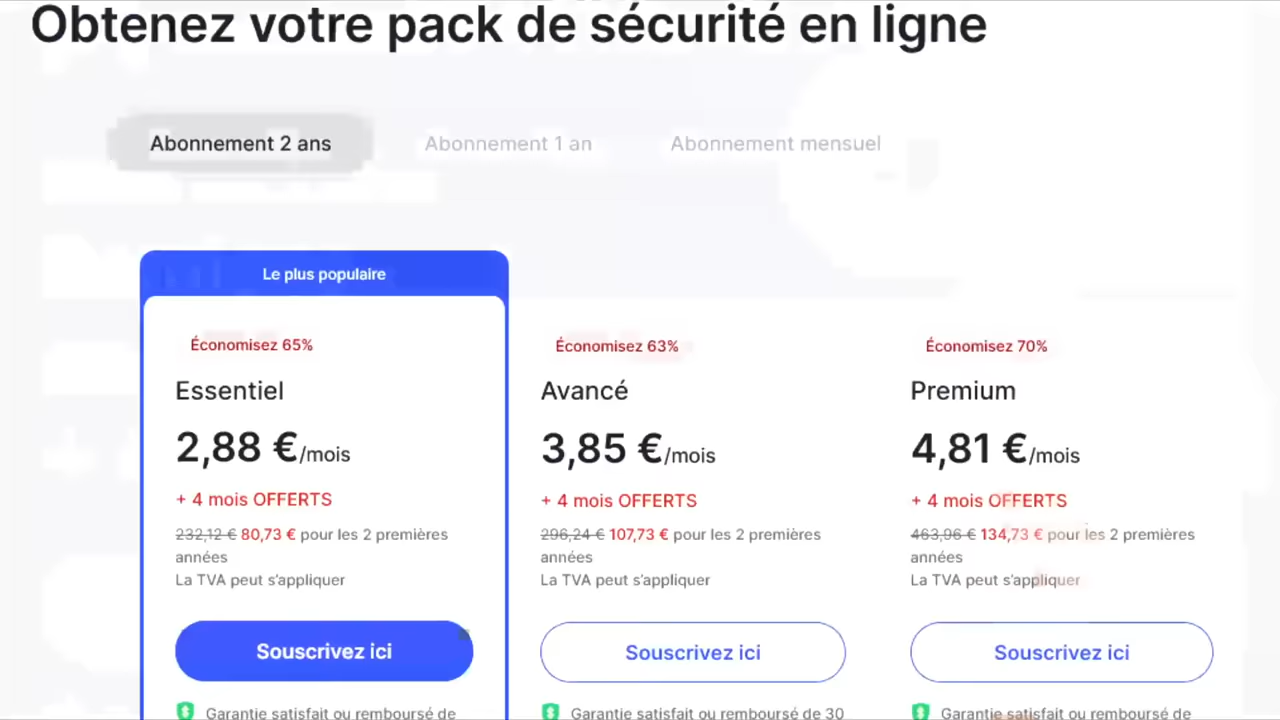 Obtenez votre pack de sécurité en ligne
Abonnement 2 ans
Abonnement 1 an
Abonnement mensuel
Le plus populaire
Économisez 65%
Essentiel
2,88 €/mois
+ 4 mois OFFERTS
232,12 € 80,73 € pour les 2 premières
années
La TVA peut s'appliquer
Souscrivez ici
Garantie satisfait ou remboursé de
Économisez 63%
Avancé
3,85 €/mois
+ 4 mois OFFERTS
296,24 € 107,73 € pour les 2 premières
années
La TVA peut s'appliquer
Souscrivez ici
Garantie satisfait ou remboursé de 30
Économisez 70%
Premium
4,81 €/mois
+ 4 mois OFFERTS
463,96 € 134,73 € pour les 2 premières
années
La TVA peut s'appliquer
Souscrivez ici
Garantie satisfait ou remboursé de